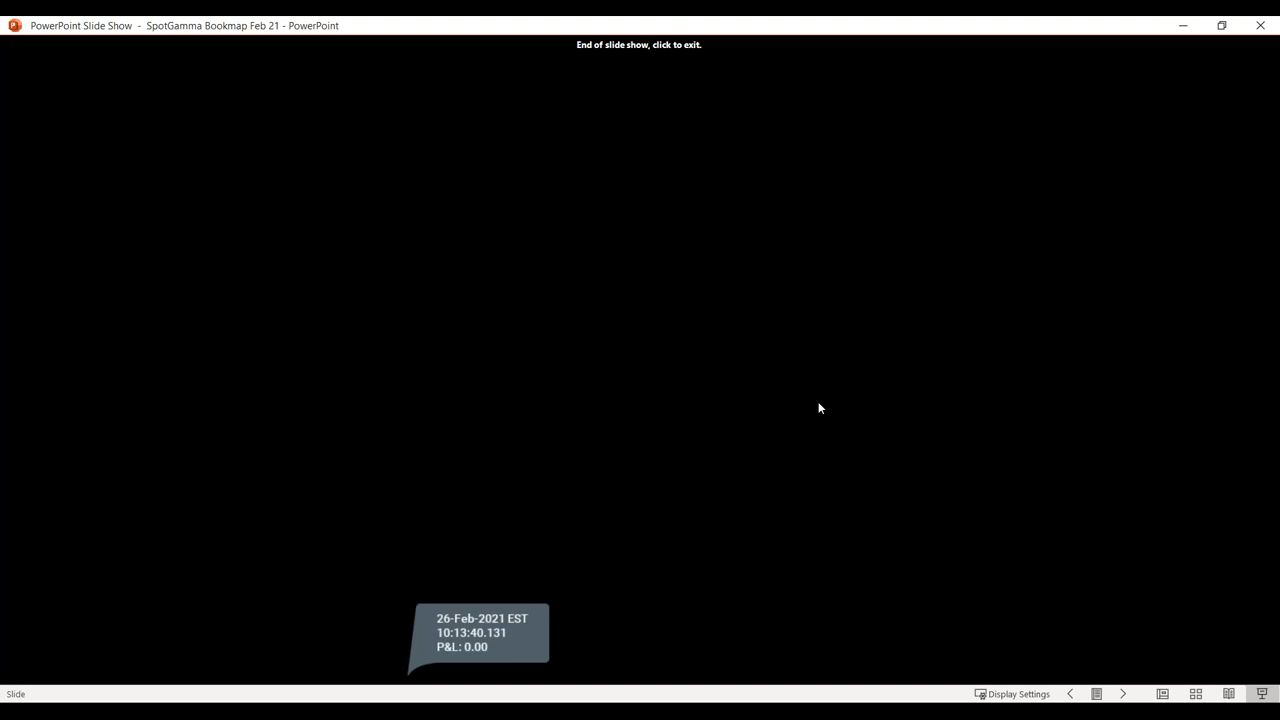 PowerPoint Slide Show - SpotGamma Bookmap Feb 21 - PowerPoint
End of slide show, click to exit.
26-Feb-2021 EST
10:13:40.131
P&L: 0.00
Slide
Display Settings